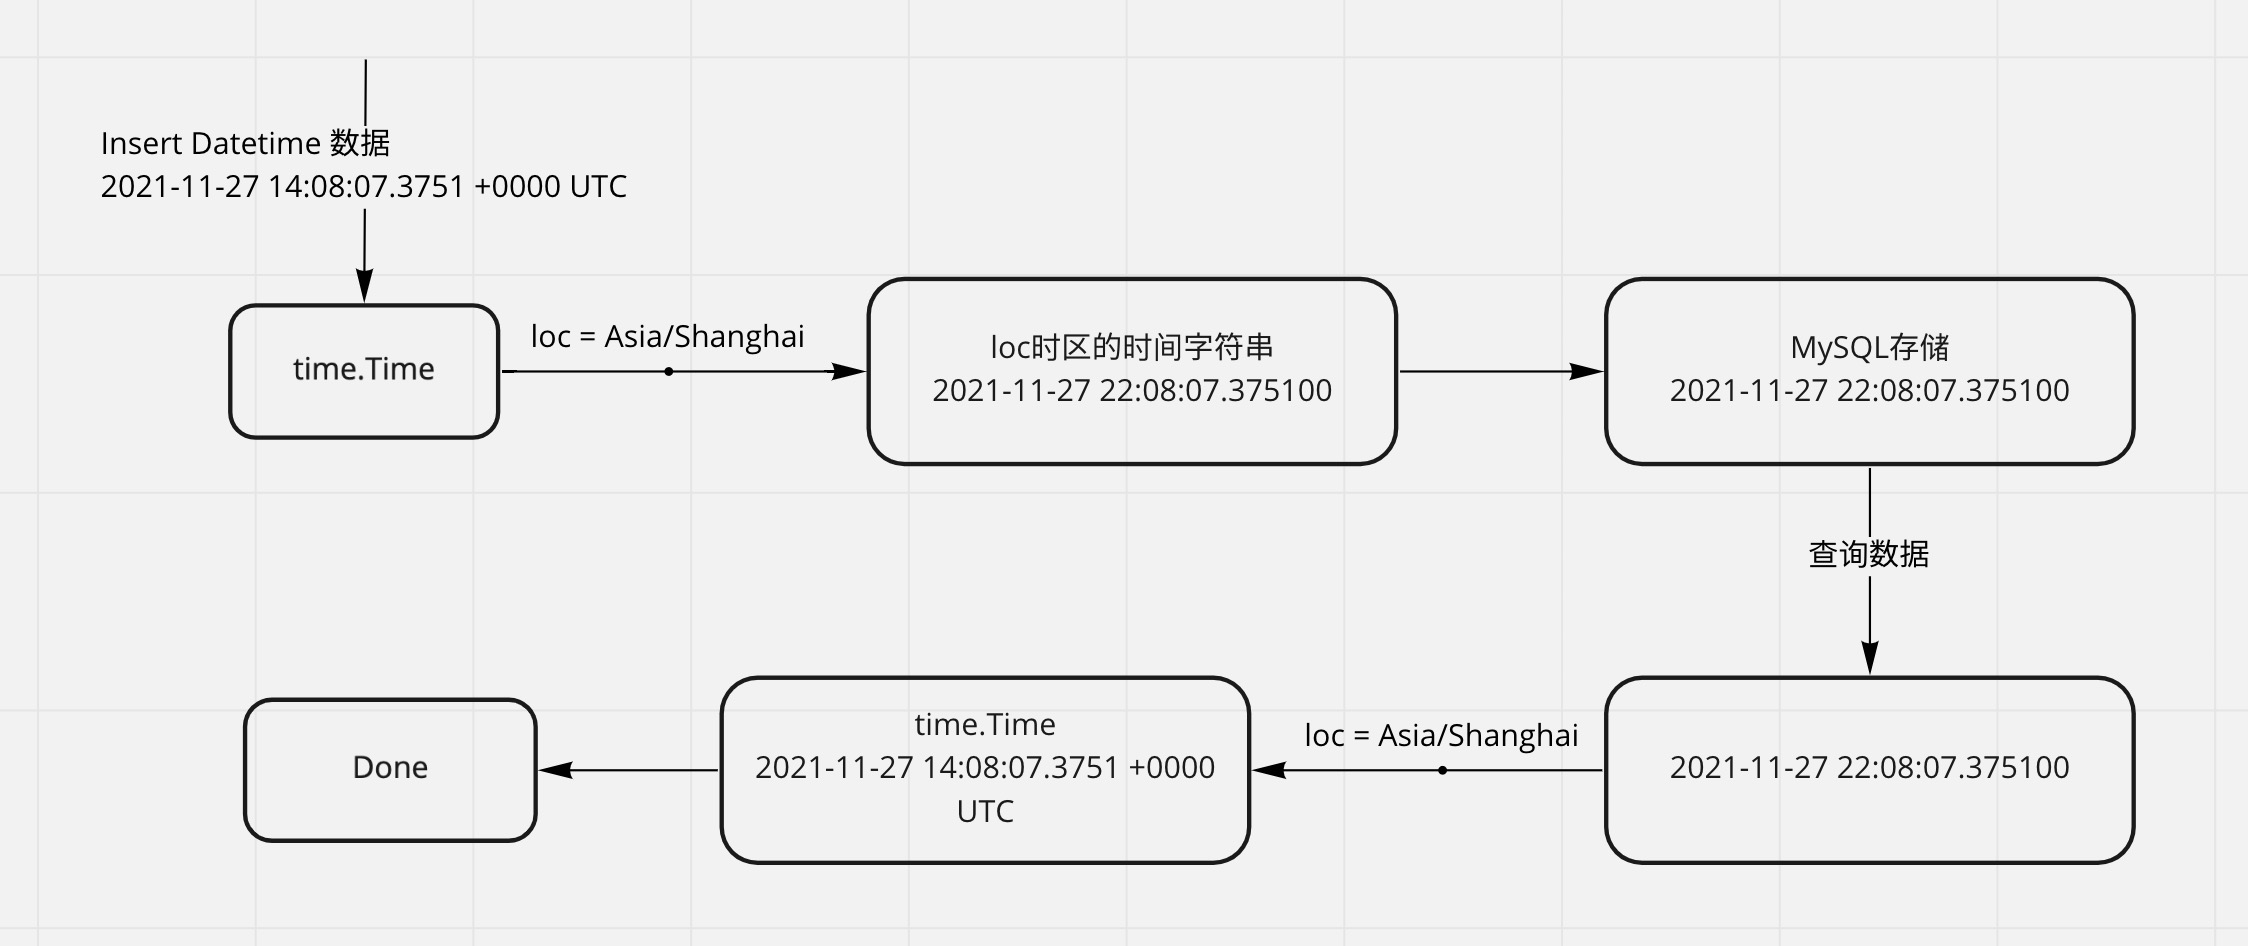 Insert Datetime 数据
2021-11-27 14:08:07.3751 +0000 UTC
time.Time
loc = Asia/Shanghai
loc时区的时间字符串
2021-11-27 22:08:07.375100
MySQL存储
2021-11-27 22:08:07.375100
查询数据
2021-11-27 22:08:07.375100
loc = Asia/Shanghai
time.Time
2021-11-27 14:08:07.3751 +0000
UTC
Done